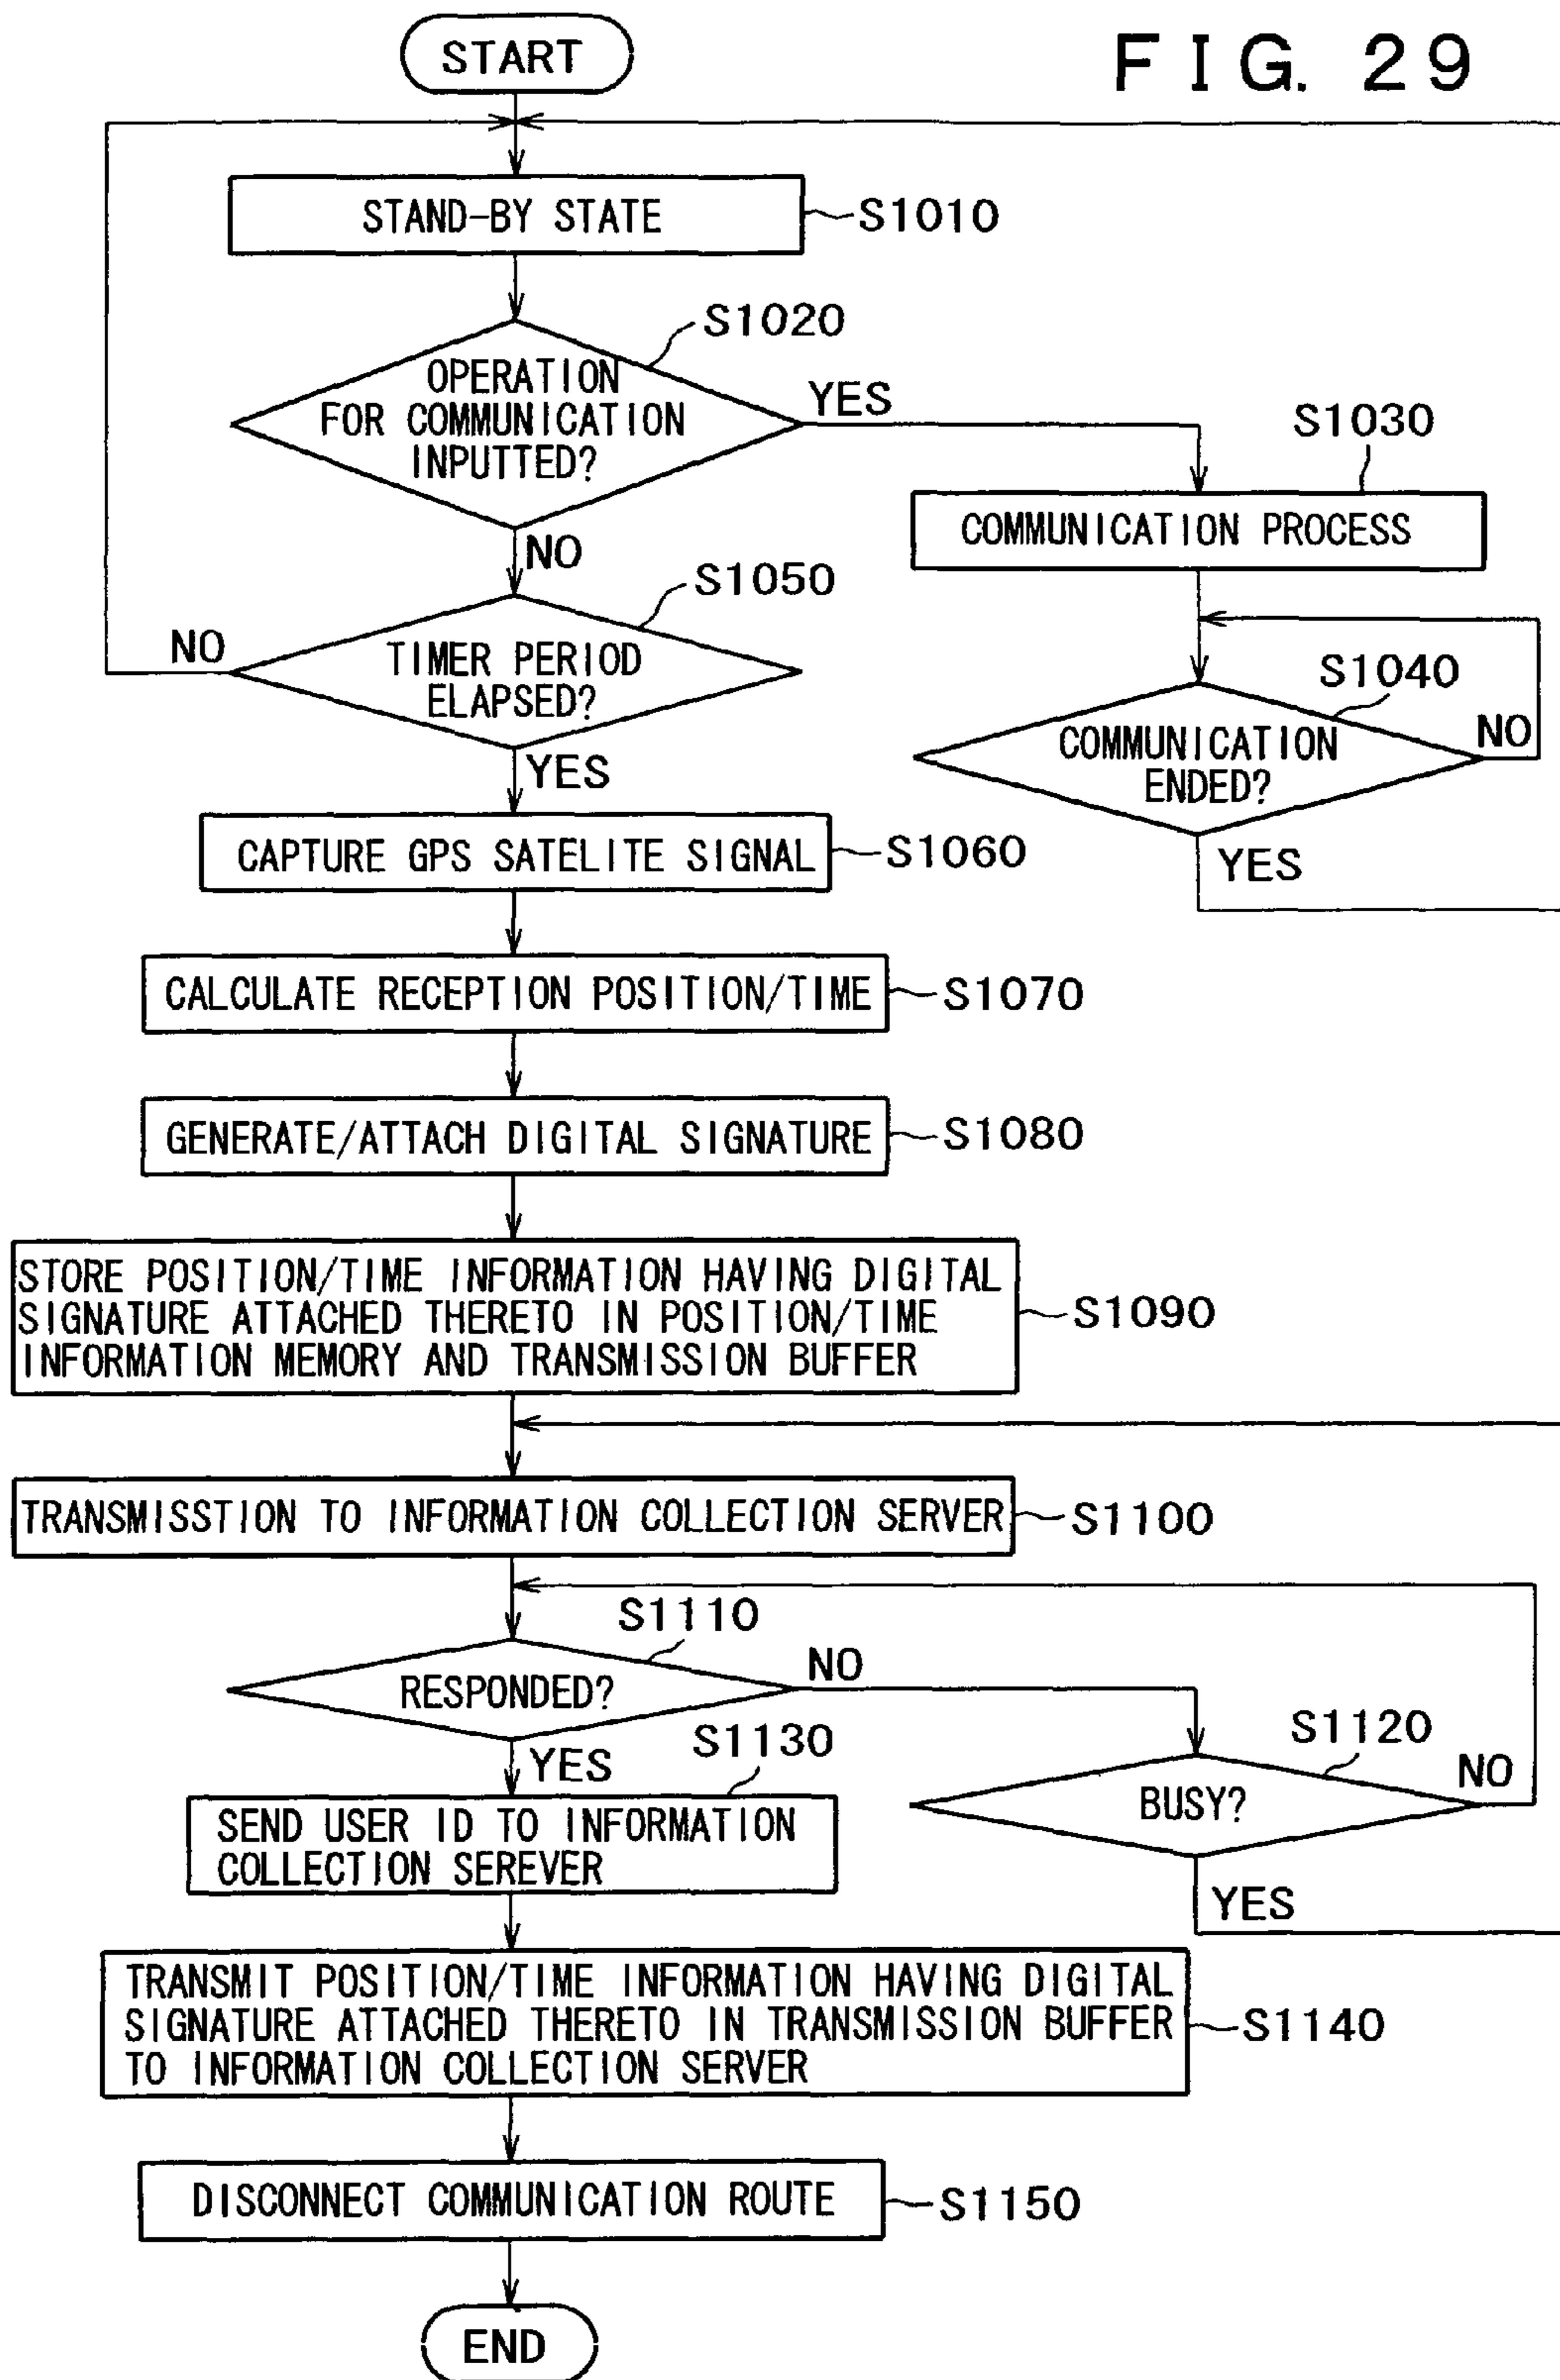 START
FIG. 29
STAND-BY STATE
S1010
S1020
OPERATION
FOR COMMUNICATION
INPUTTED?
YES
S1030
COMMUNICATION PROCESS
NO
S1050
TIMER PERIOD
ELAPSED?
NO
S1040
COMMUNICATION
ENDED?
NO
YES
YES
CAPTURE GPS SATELITE SIGNAL
S1060
CALCULATE RECEPTION POSITION/TIME
S1070
GENERATE/ATTACH DIGITAL SIGNATURE
S1080
STORE POSITION/TIME INFORMATION HAVING DIGITAL
SIGNATURE ATTACHED THERETO IN POSITION/TIME
INFORMATION MEMORY AND TRANSMISSION BUFFER
S1090
TRANSMISSTION TO INFORMATION COLLECTION SERVER
S1100
S1110
RESPONDED?
NO
S1120
BUSY?
NO
YES
YES
S1130
SEND USER ID TO INFORMATION
COLLECTION SEREVER
TRANSMIT POSITION/TIME INFORMATION HAVING DIGITAL
SIGNATURE ATTACHED THERETO IN TRANSMISSION BUFFER
TO INFORMATION COLLECTION SERVER
S1140
DISCONNECT COMMUNICATION ROUTE
S1150
END